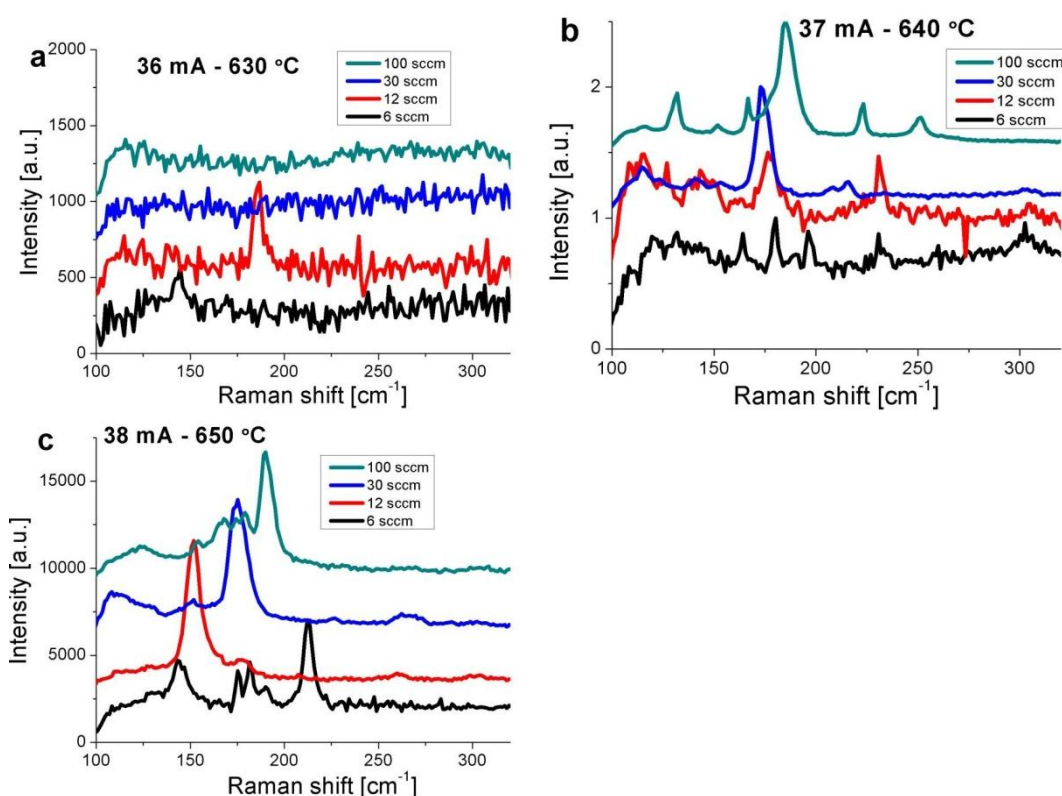 a
36 mA - 630 °C
100 sccm
30 sccm
12 sccm
6 sccm
2000
1500
1000
500
0
Intensity [a.u.]
100
150
200
250
300
Raman shift [cm⁻¹]
b
37 mA - 640 °C
100 sccm
30 sccm
12 sccm
6 sccm
2
1
0
Intensity [a.u.]
100
150
200
250
300
Raman shift [cm⁻¹]
c
38 mA - 650 °C
100 sccm
30 sccm
12 sccm
6 sccm
15000
10000
5000
0
Intensity [a.u.]
100
150
200
250
300
Raman shift [cm⁻¹]